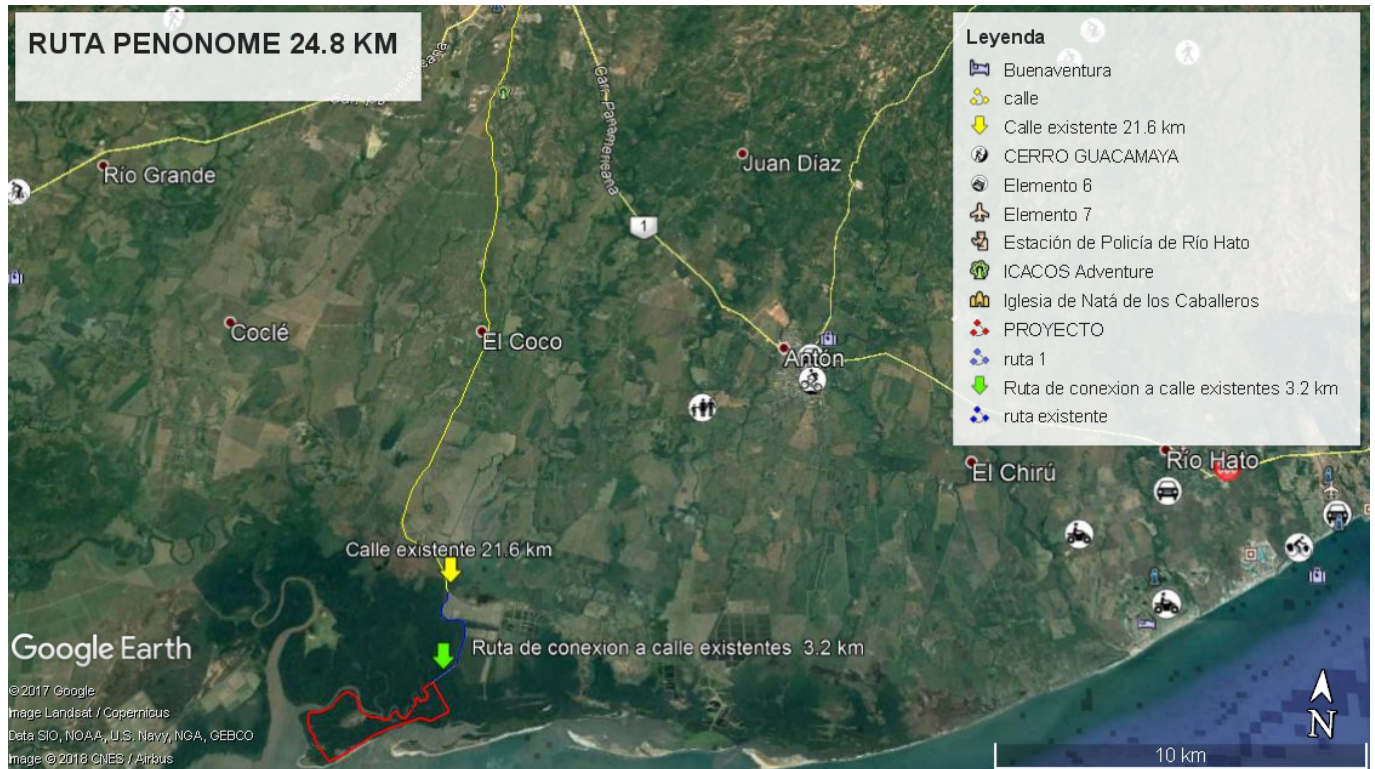 RUTA PENONOME 24.8 KM
Leyenda
Buenaventura
calle
Calle existente 21.6 km
CERRO GUACAMAYA
Elemento 6
Elemento 7
Estación de Policía de Río Hato
ICACOS Adventure
Iglesia de Natá de los Caballeros
PROYECTO
ruta 1
Ruta de conexion a calle existentes 3.2 km
ruta existente
Carr. Panamericana
Carr. Panamericana
Río Grande
Juan Díaz
1
Coclé
El Coco
Antón
El Chirú
Río Hato
Calle existente 21.6 km
Ruta de conexion a calle existentes 3.2 km
Google Earth
© 2017 Google
Image Landsat / Copernicus
Data SIO, NOAA, U.S. Navy, NGA, GEBCO
Image © 2018 CNES / Airbus
N
10 km